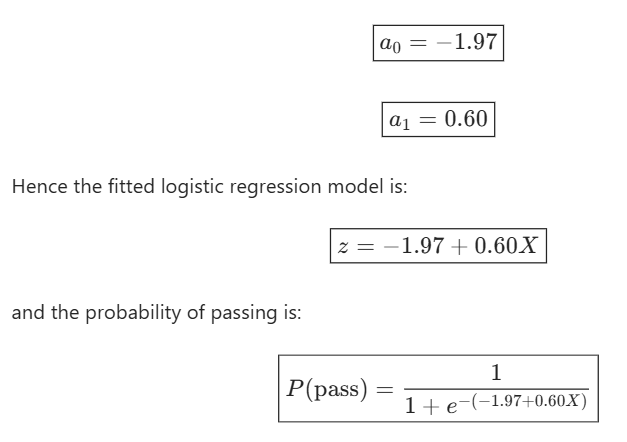 a₀ = −1.97
a₁ = 0.60
Hence the fitted logistic regression model is:
z = −1.97 + 0.60X
and the probability of passing is:
P(pass) = 1 / (1 + e^−(−1.97+0.60X))